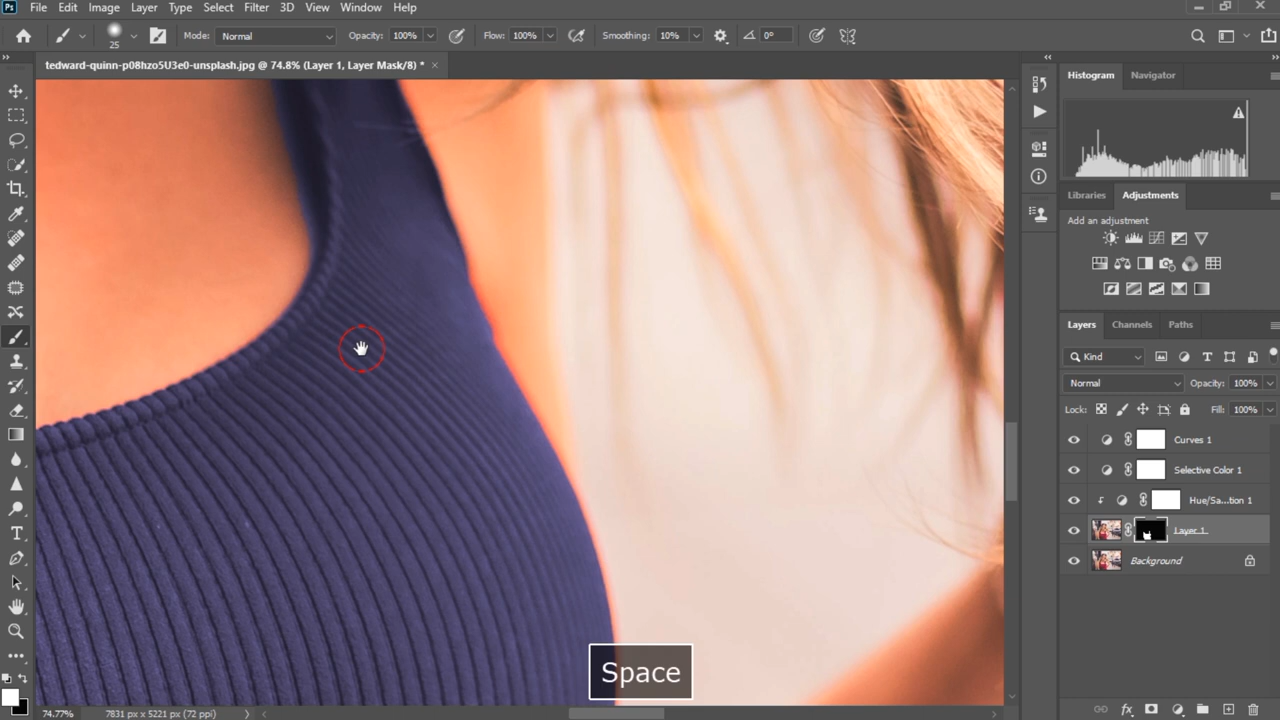 Ps File Edit Image Layer Type Select Filter 3D View Window Help
25 Mode: Normal Opacity: 100% Flow: 100% Smoothing: 10% 0°
tedward-quinn-p08hzo5U3e0-unsplash.jpg @ 74.8% (Layer 1, Layer Mask/8) *
Histogram Navigator
Libraries Adjustments
Add an adjustment
Layers Channels Paths
Kind
Normal Opacity: 100%
Lock: Fill: 100%
Curves 1
Selective Color 1
Hue/Sa...tion 1
Layer 1
Background
Space
74.77% 7831 px x 5221 px (72 ppi)